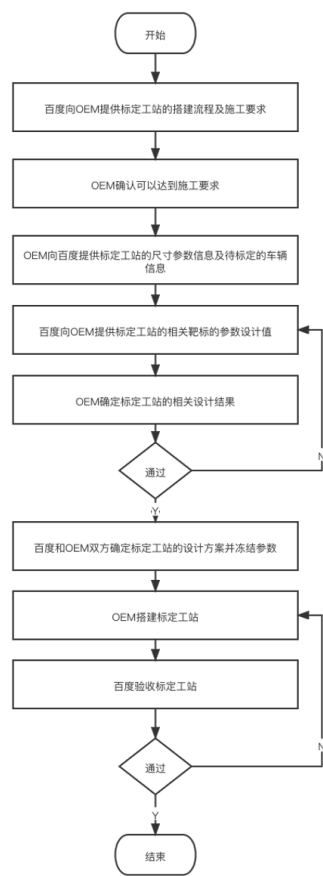 开始
百度向OEM提供标定工站的搭建流程及施工要求
OEM确认可以达到施工要求
OEM向百度提供标定工站的尺寸参数信息及待标定的车辆
信息
百度向OEM提供标定工站的相关靶标的参数设计值
OEM确定标定工站的相关设计结果
通过
N
Y
百度和OEM双方确定标定工站的设计方案并冻结参数
OEM搭建标定工站
百度验收标定工站
通过
N
Y
结束